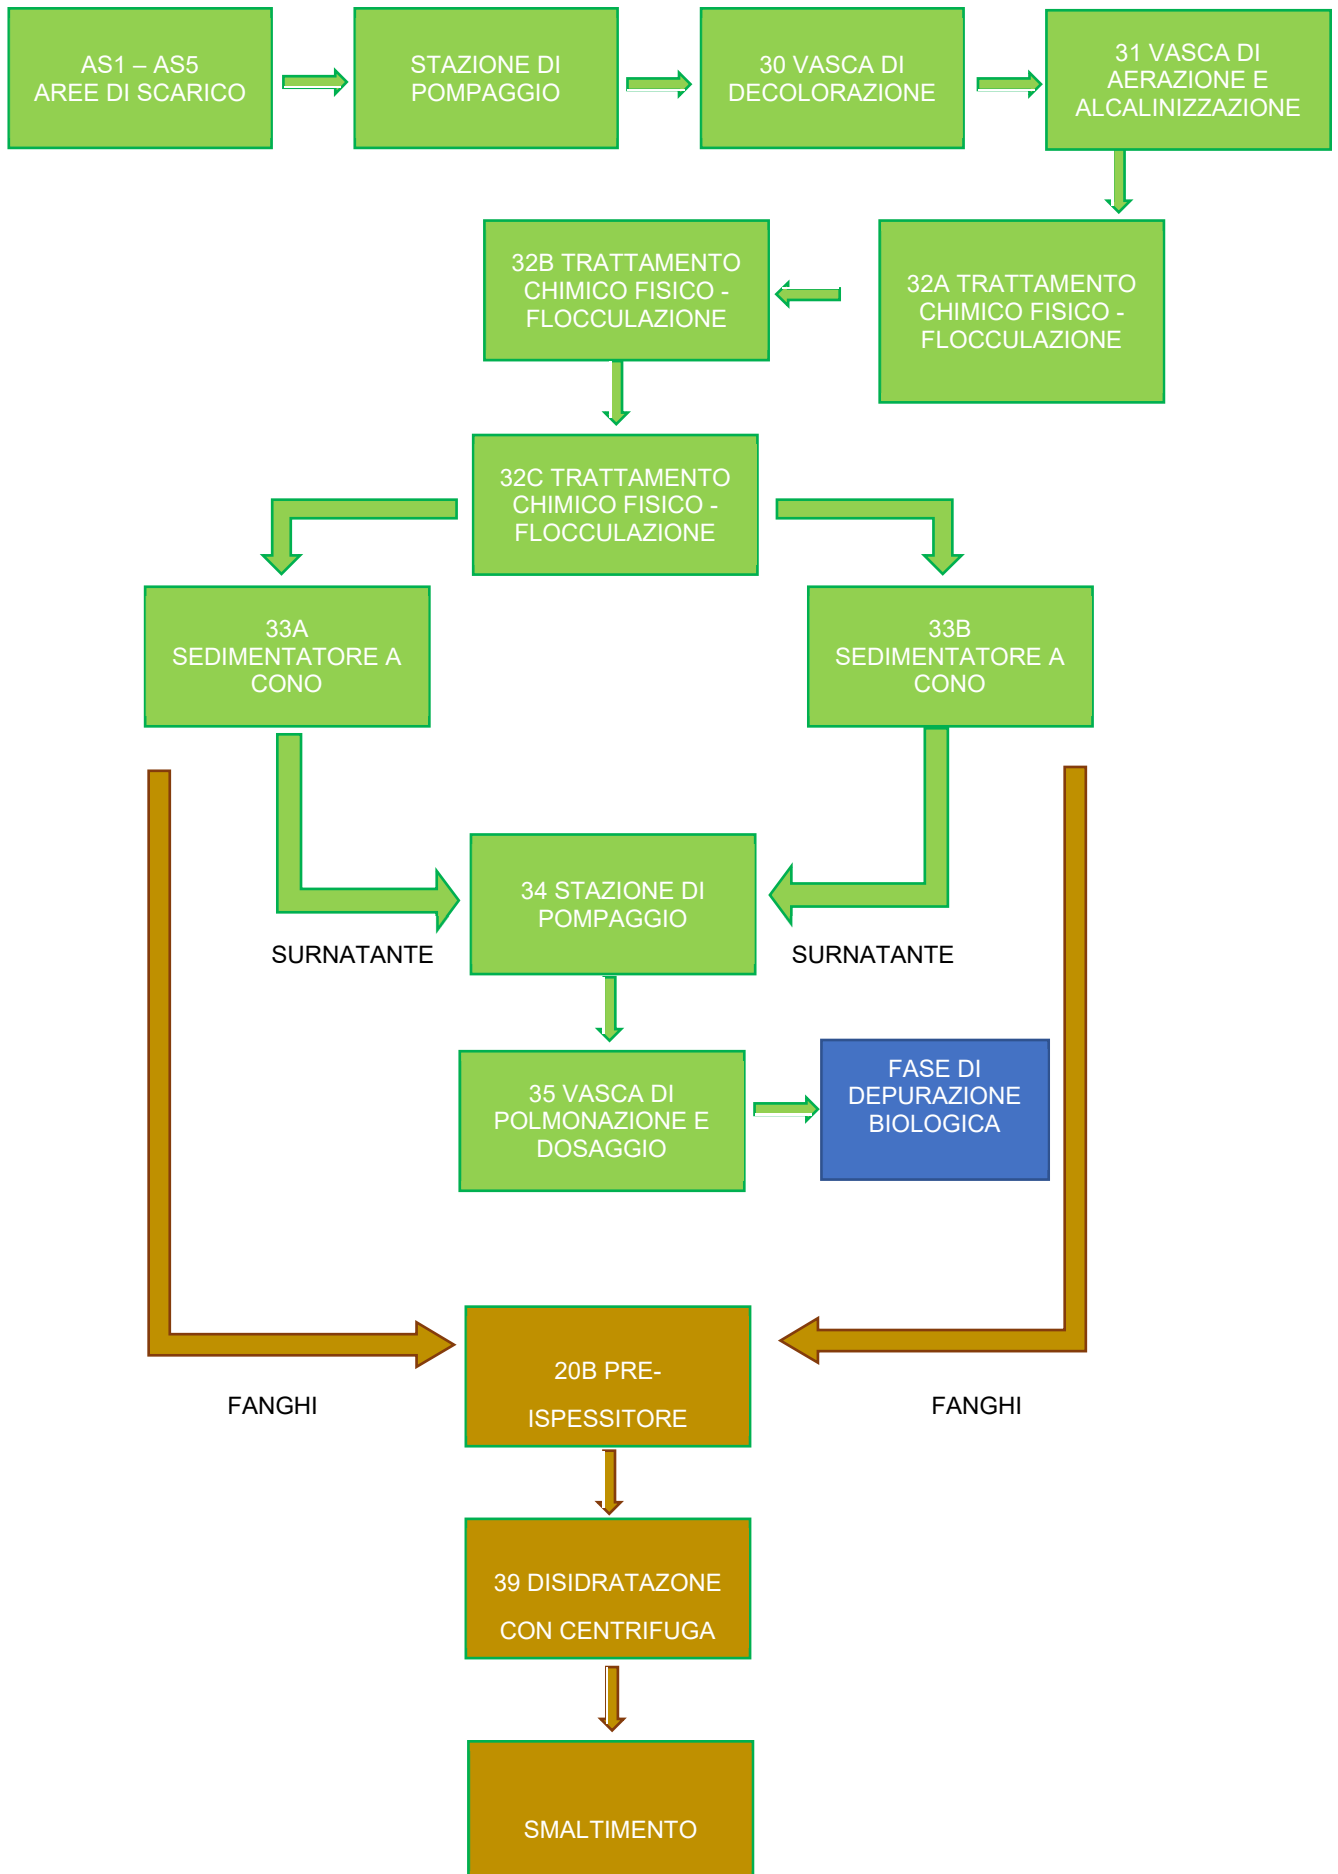 AS1 – AS5
AREE DI SCARICO
STAZIONE DI
POMPAGGIO
30 VASCA DI
DECOLORAZIONE
31 VASCA DI
AERAZIONE E
ALCALINIZZAZIONE
32B TRATTAMENTO
CHIMICO FISICO -
FLOCCULAZIONE
32A TRATTAMENTO
CHIMICO FISICO -
FLOCCULAZIONE
32C TRATTAMENTO
CHIMICO FISICO -
FLOCCULAZIONE
33A
SEDIMENTATORE A
CONO
33B
SEDIMENTATORE A
CONO
34 STAZIONE DI
POMPAGGIO
SURNATANTE
SURNATANTE
35 VASCA DI
POLMONAZIONE E
DOSAGGIO
FASE DI
DEPURAZIONE
BIOLOGICA
20B PRE-
ISPESSITORE
FANGHI
FANGHI
39 DISIDRATAZONE
CON CENTRIFUGA
SMALTIMENTO